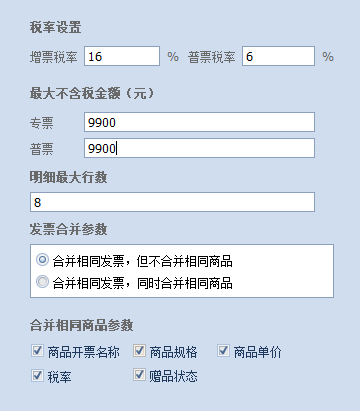 税率设置
增票税率 16 % 普票税率 6 %
最大不含税金额（元）
专票 9900
普票 9900
明细最大行数
8
发票合并参数
合并相同发票，但不合并相同商品
合并相同发票，同时合并相同商品
合并相同商品参数
商品开票名称 商品规格 商品单价
税率 赠品状态